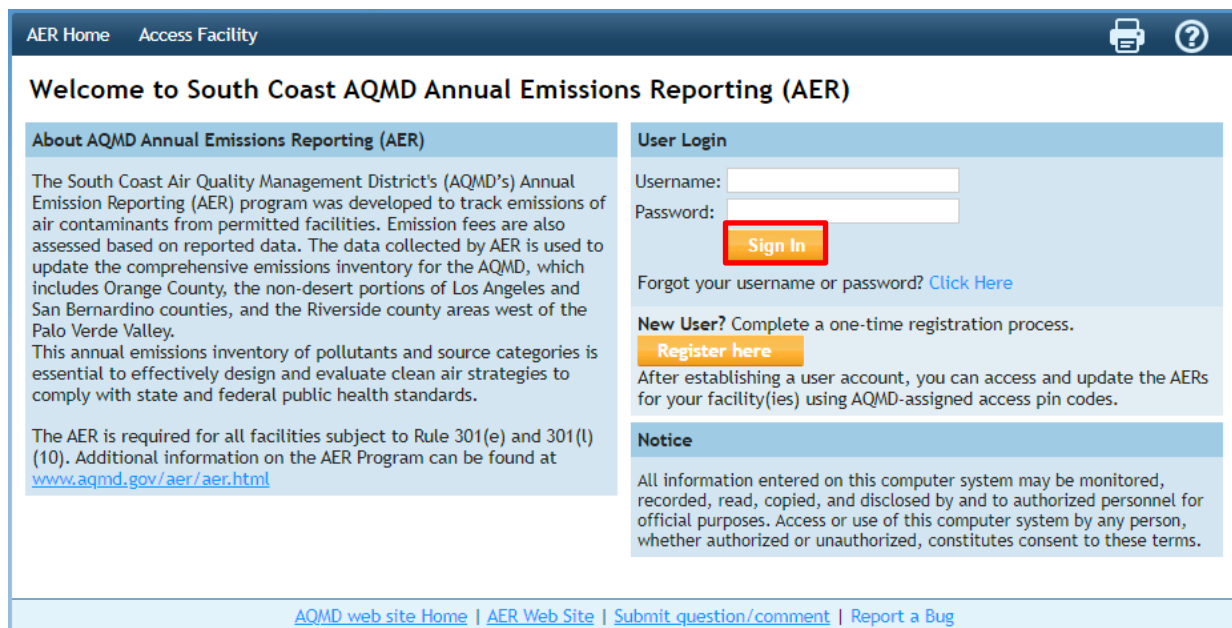 AER Home Access Facility
Welcome to South Coast AQMD Annual Emissions Reporting (AER)
About AQMD Annual Emissions Reporting (AER)
The South Coast Air Quality Management District's (AQMD's) Annual
Emission Reporting (AER) program was developed to track emissions of
air contaminants from permitted facilities. Emission fees are also
assessed based on reported data. The data collected by AER is used to
update the comprehensive emissions inventory for the AQMD, which
includes Orange County, the non-desert portions of Los Angeles and
San Bernardino counties, and the Riverside county areas west of the
Palo Verde Valley.
This annual emissions inventory of pollutants and source categories is
essential to effectively design and evaluate clean air strategies to
comply with state and federal public health standards.
The AER is required for all facilities subject to Rule 301(e) and 301(l)
(10). Additional information on the AER Program can be found at
www.aqmd.gov/aer/aer.html
User Login
Username:
Password:
Sign In
Forgot your username or password? Click Here
New User? Complete a one-time registration process.
Register here
After establishing a user account, you can access and update the AERs
for your facility(ies) using AQMD-assigned access pin codes.
Notice
All information entered on this computer system may be monitored,
recorded, read, copied, and disclosed by and to authorized personnel for
official purposes. Access or use of this computer system by any person,
whether authorized or unauthorized, constitutes consent to these terms.
AQMD web site Home | AER Web Site | Submit question/comment | Report a Bug